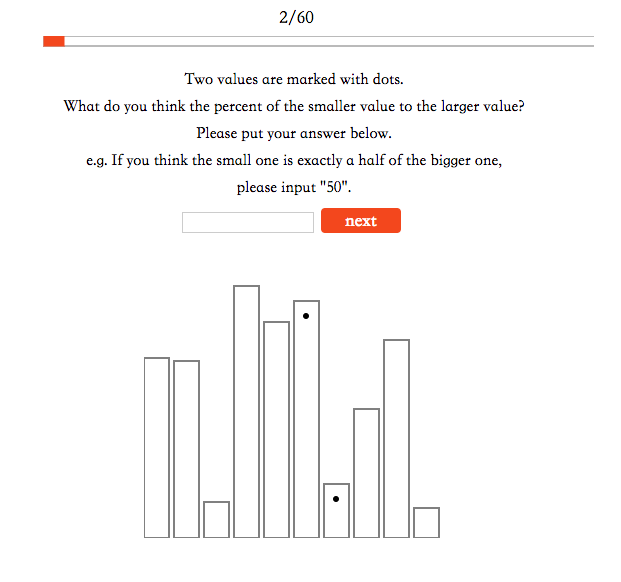 2/60
Two values are marked with dots.
What do you think the percent of the smaller value to the larger value?
Please put your answer below.
e.g. If you think the small one is exactly a half of the bigger one,
please input "50".
next